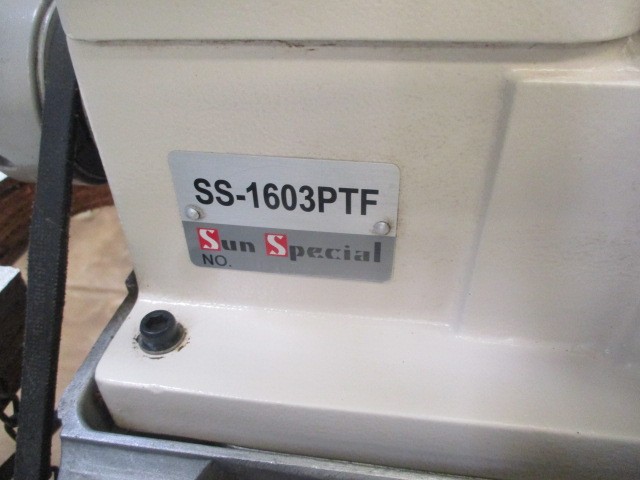 SS-1603PTF
Sun Special
NO.